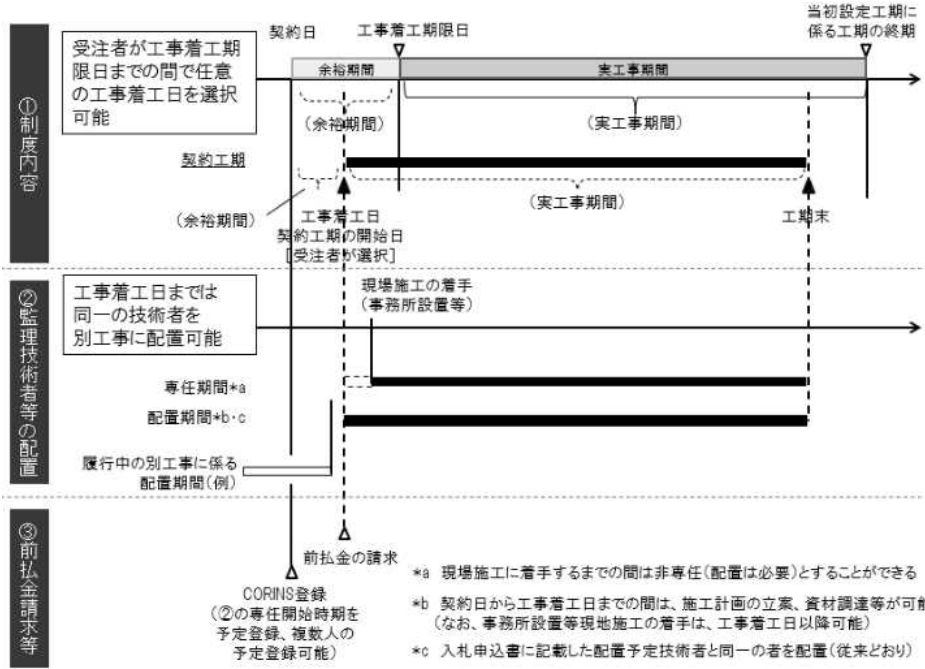 契約日
工事着工期限日
当初設定工期に
係る工期の終期
①制度内容
受注者が工事着工期
限日までの間で任意
の工事着工日を選択
可能
余裕期間
実工事期間
(余裕期間)
(実工事期間)
契約工期
(余裕期間)
(実工事期間)
工事着工日
契約工期の開始日
[受注者が選択]
工期末
②監理技術者等の配置
工事着工日までは
同一の技術者を
別工事に配置可能
現場施工の着手
(事務所設置等)
専任期間*a
配置期間*b・c
履行中の別工事に係る
配置期間(例)
③前払金請求等
前払金の請求
CORINS登録
(②の専任開始時期を
予定登録、複数人の
予定登録可能)
*a 現場施工に着手するまでの間は非専任(配置は必要)とすることができる
*b 契約日から工事着工日までの間は、施工計画の立案、資材調達等が可
(なお、事務所設置等現地施工の着手は、工事着工日以降可能)
*c 入札申込書に記載した配置予定技術者と同一の者を配置(従来どおり)